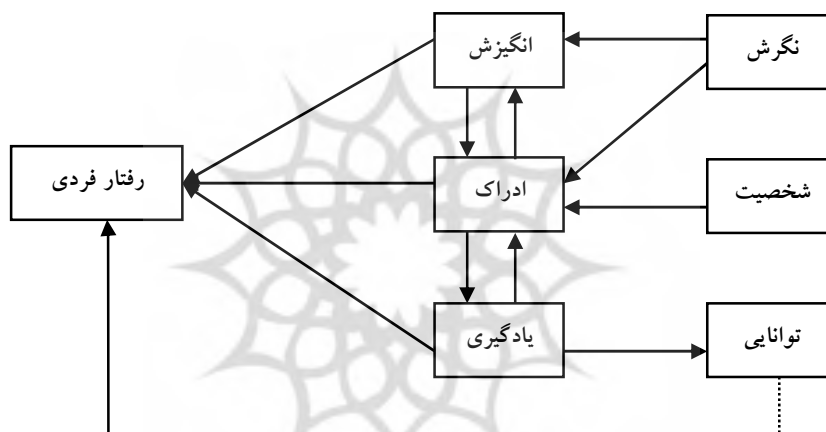 نگرش
انگیزش
شخصیت
ادراک
رفتار فردی
توانایی
یادگیری